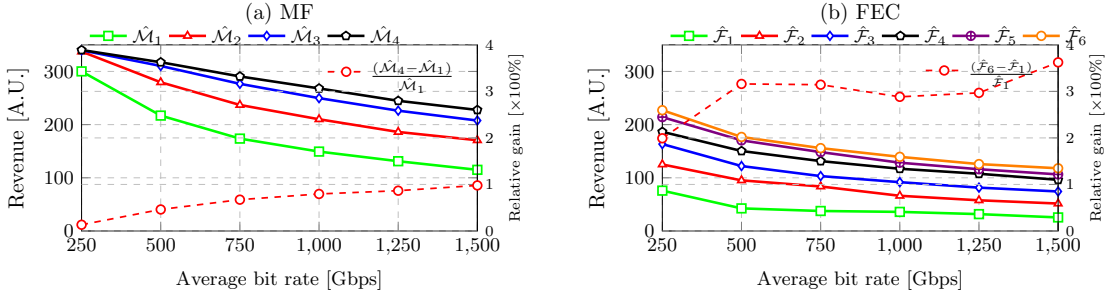 (a) MF
M̂1 M̂2 M̂3 M̂4
(M̂4−M̂1)
M̂1
Revenue [A.U.]
0
100
200
300
0
1
2
3
4
Relative gain [×100%]
250 500 750 1,000 1,250 1,500
Average bit rate [Gbps]
(b) FEC
F̂1 F̂2 F̂3 F̂4 F̂5 F̂6
(F̂6−F̂1)
F̂1
Revenue [A.U.]
0
100
200
300
0
1
2
3
4
Relative gain [×100%]
250 500 750 1,000 1,250 1,500
Average bit rate [Gbps]